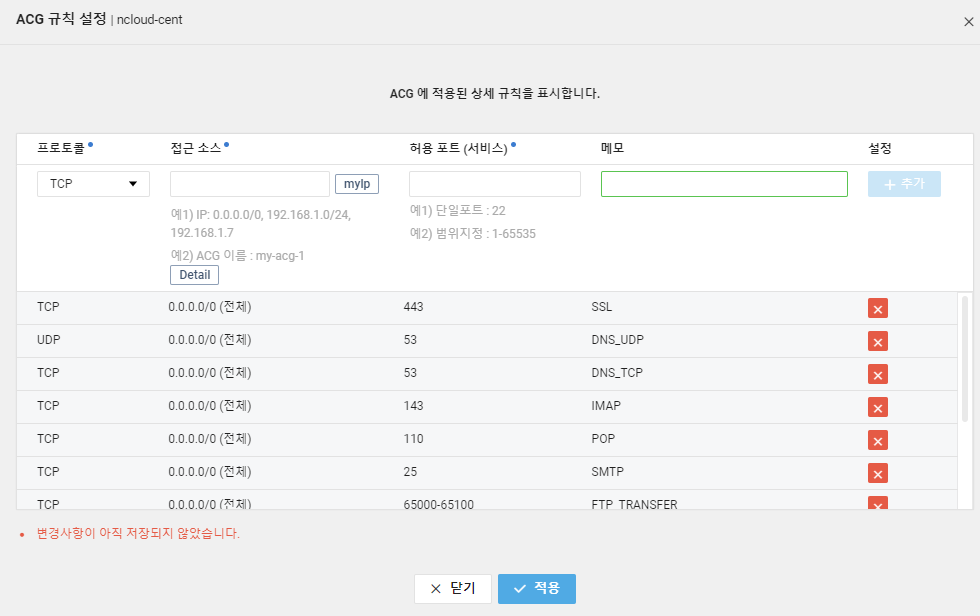 ACG 규칙 설정 | ncloud-cent
ACG 에 적용된 상세 규칙을 표시합니다.
프로토콜 접근 소스 허용 포트 (서비스) 메모 설정
TCP myIp + 추가
예1) IP: 0.0.0.0/0, 192.168.1.0/24, 예1) 단일포트 : 22
192.168.1.7 예2) 범위지정 : 1-65535
예2) ACG 이름 : my-acg-1
Detail
TCP 0.0.0.0/0 (전체) 443 SSL
UDP 0.0.0.0/0 (전체) 53 DNS_UDP
TCP 0.0.0.0/0 (전체) 53 DNS_TCP
TCP 0.0.0.0/0 (전체) 143 IMAP
TCP 0.0.0.0/0 (전체) 110 POP
TCP 0.0.0.0/0 (전체) 25 SMTP
TCP 0.0.0.0/0 (전체) 65000-65100 FTP_TRANSFER
변경사항이 아직 저장되지 않았습니다.
닫기 적용